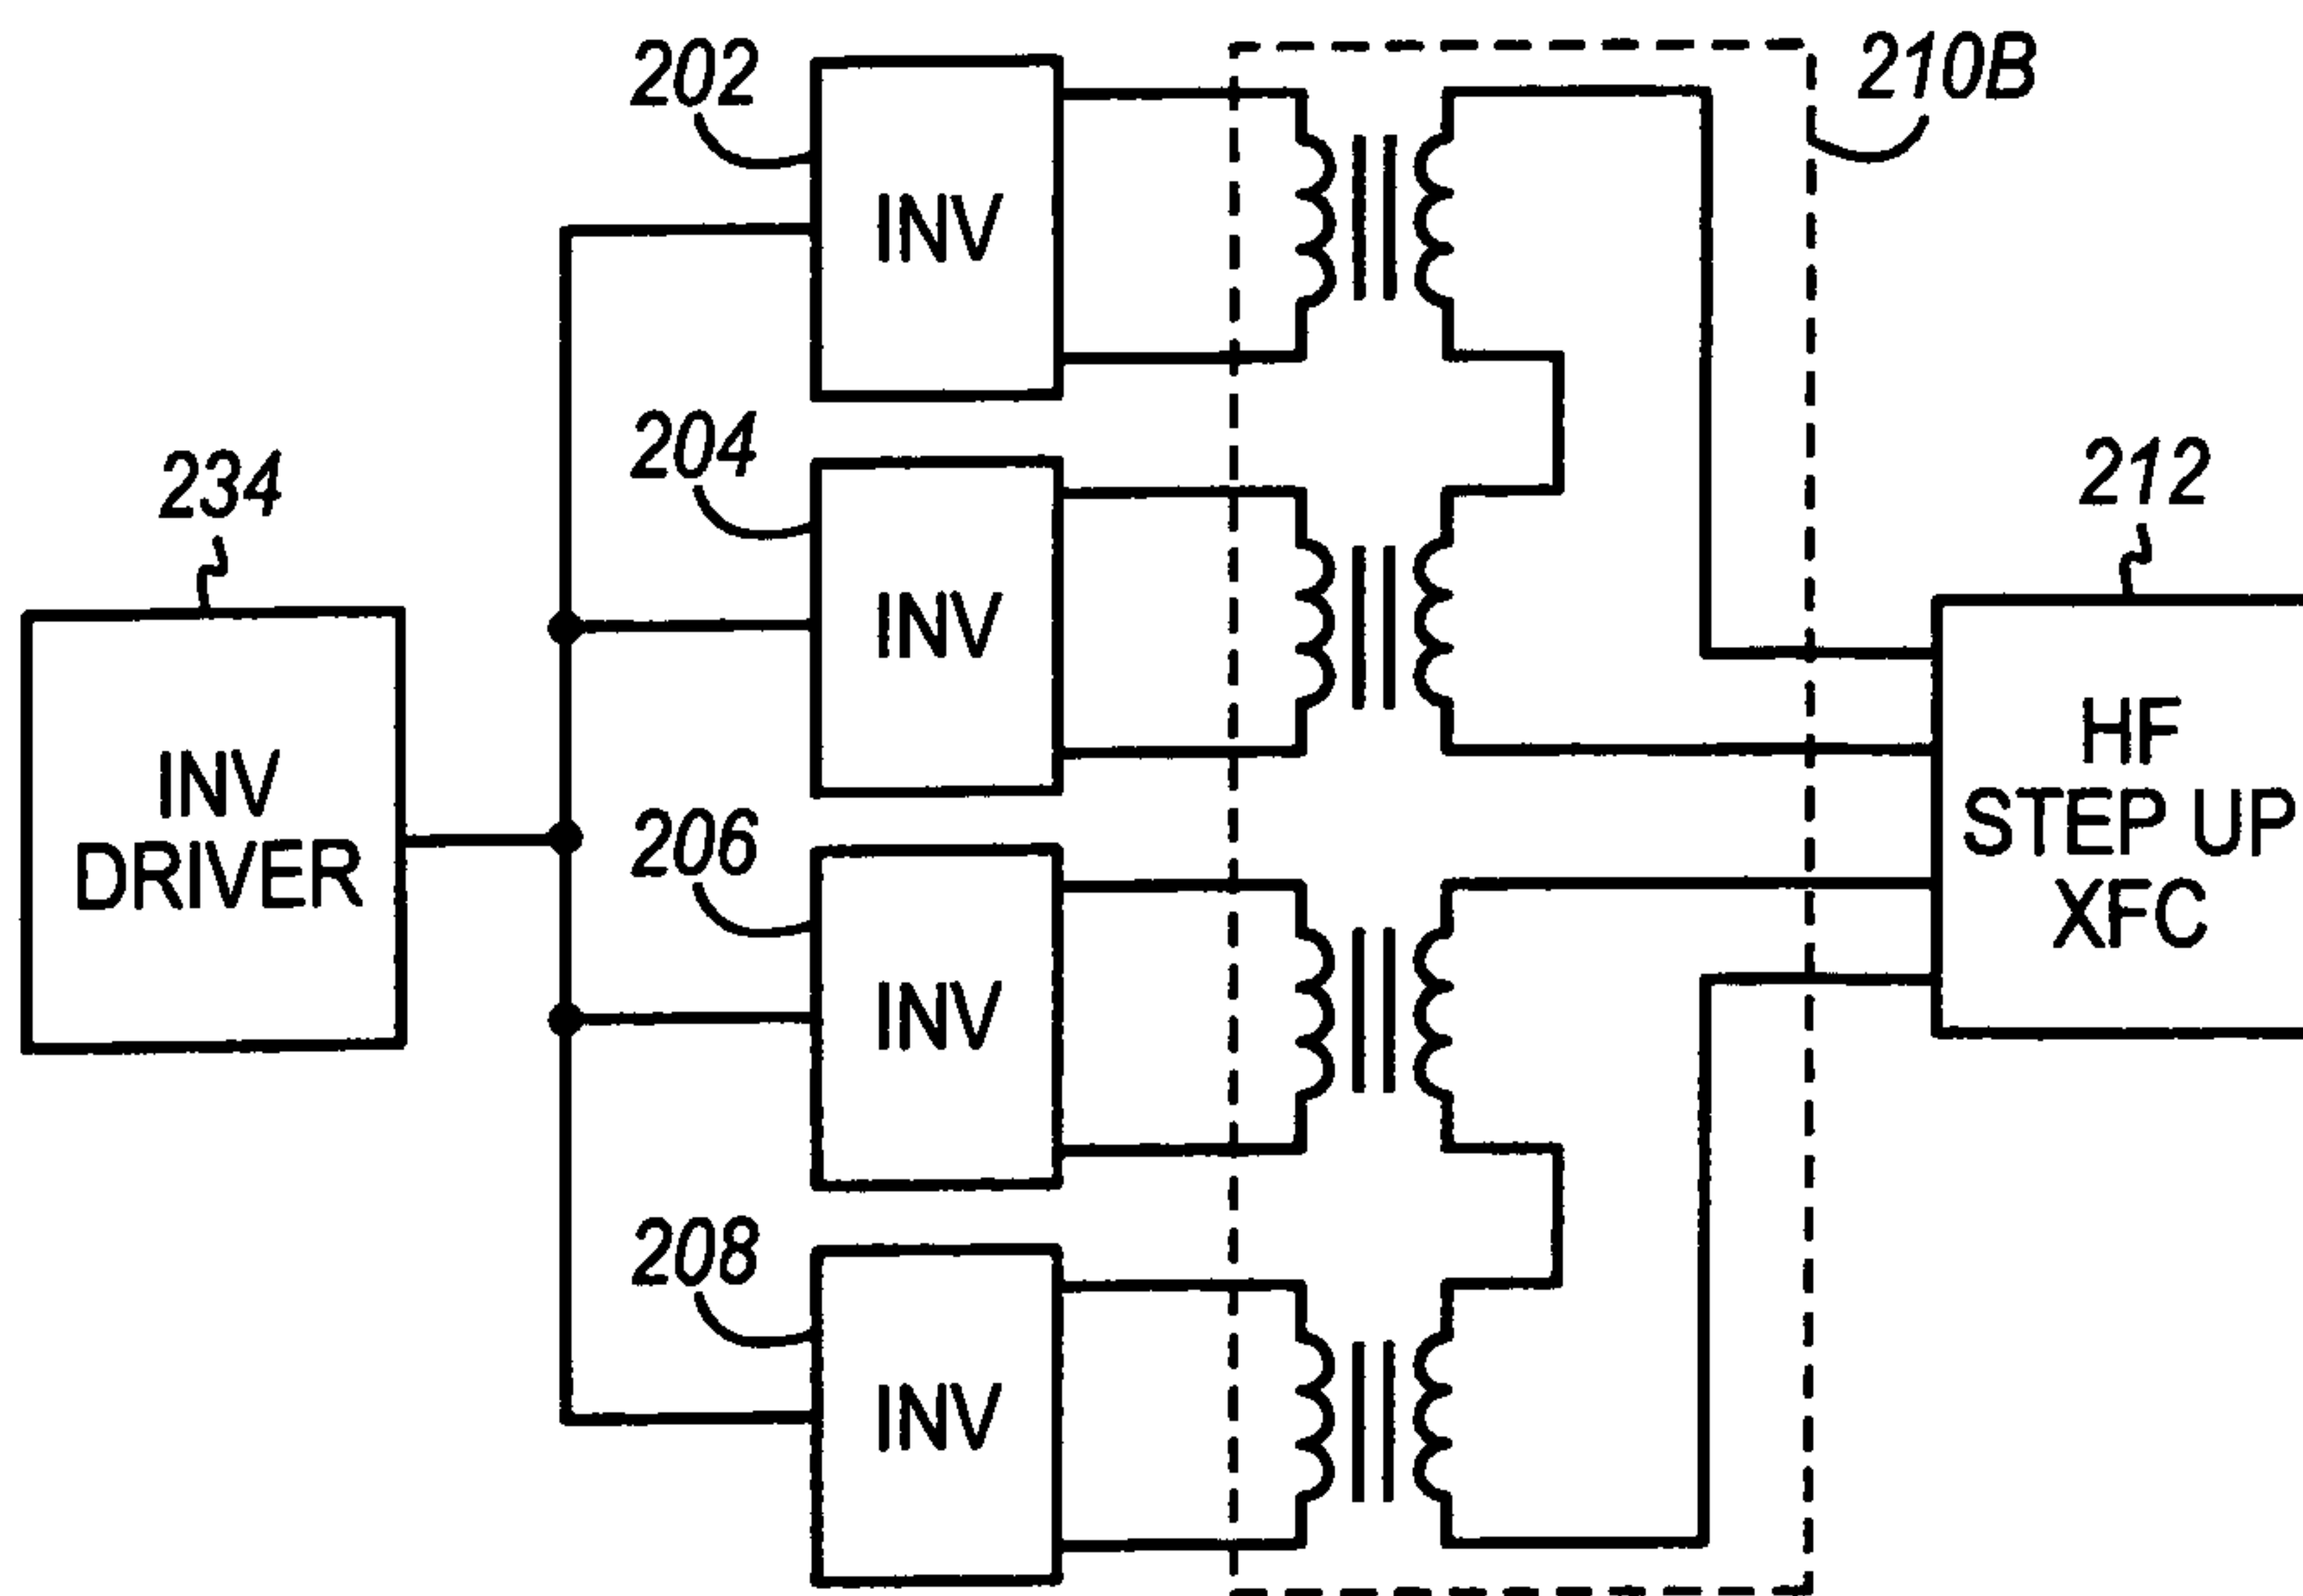 202
210B
INV
204
234
212
INV
INV
DRIVER
206
HF
STEP UP
XFC
INV
208
INV